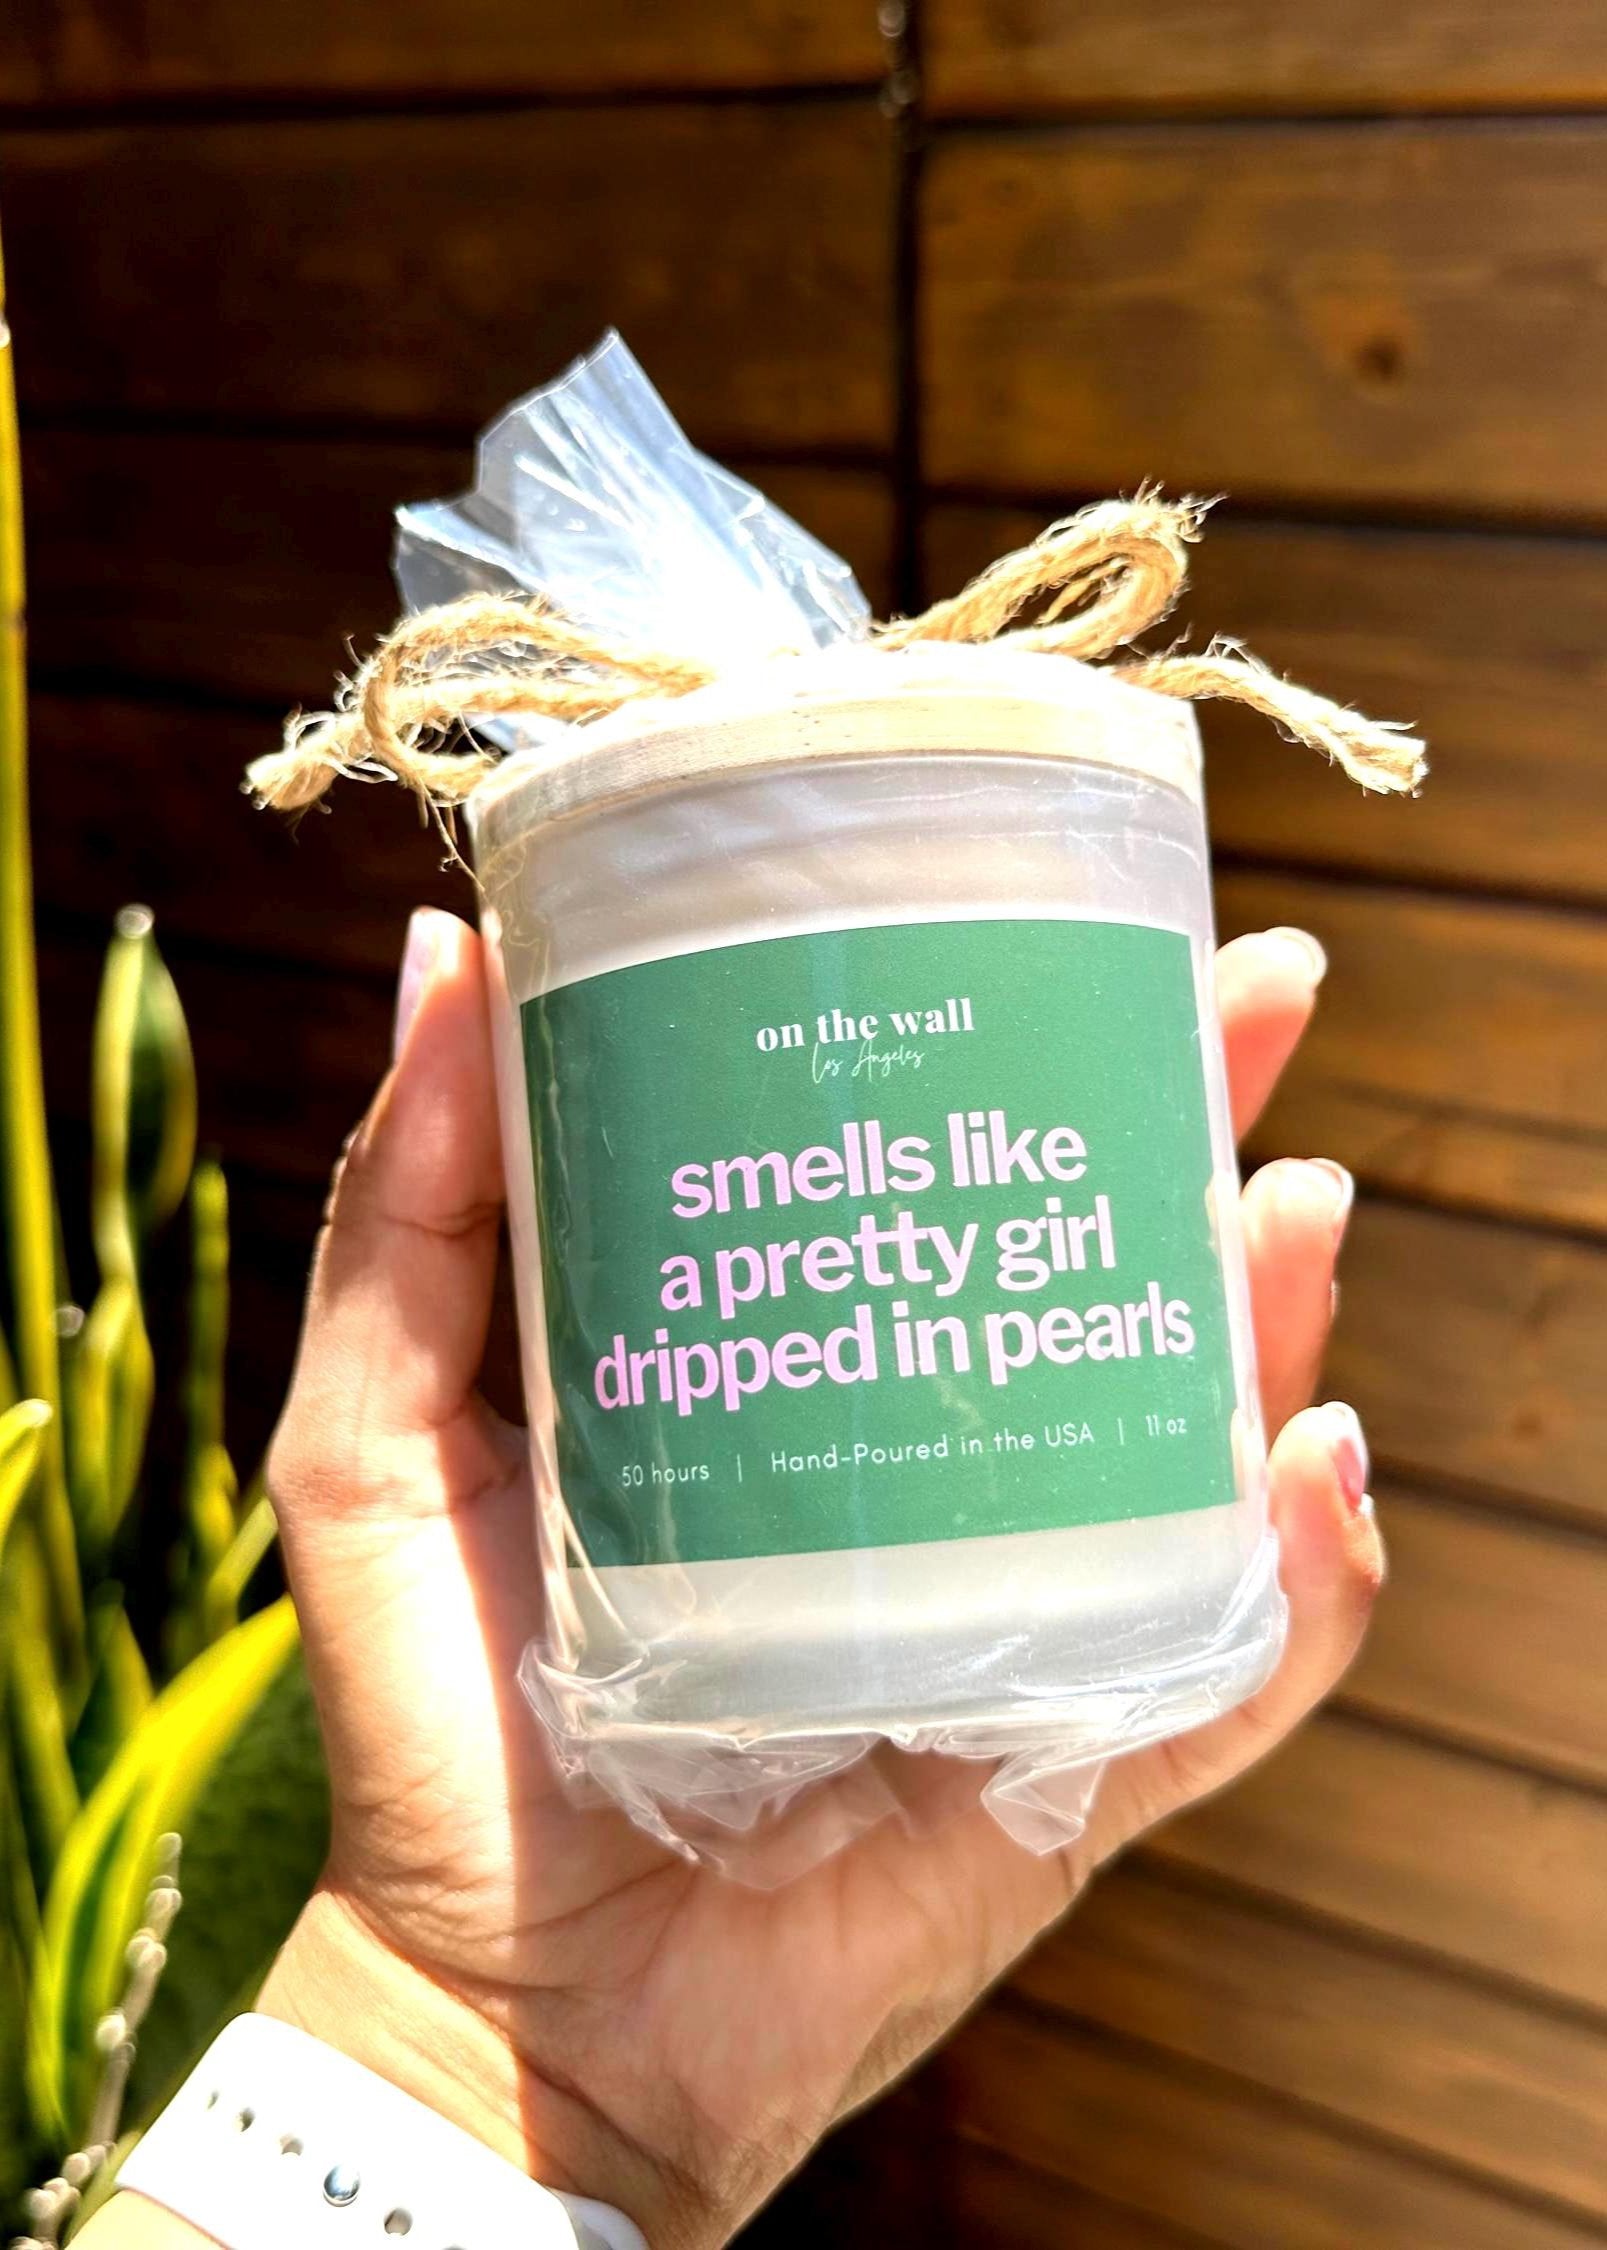 on the wall
Los Angeles
smells like
a pretty girl
dripped in pearls
50 hours | Hand-Poured in the USA | 11 oz